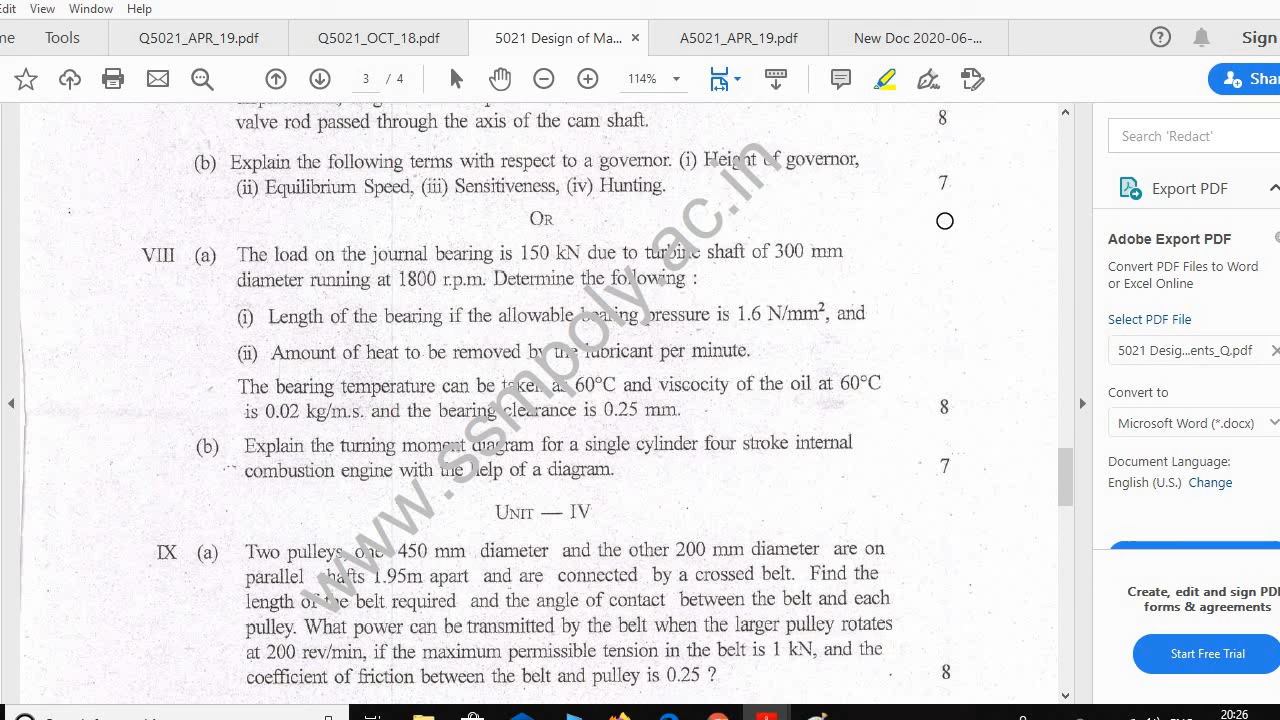 Edit View Window Help
me Tools Q5021_APR_19.pdf Q5021_OCT_18.pdf 5021 Design of Ma... × A5021_APR_19.pdf New Doc 2020-06-... Sign
3 / 4 114% Shar
valve rod passed through the axis of the cam shaft. 8
(b) Explain the following terms with respect to a governor. (i) Height of governor,
(ii) Equilibrium Speed, (iii) Sensitiveness, (iv) Hunting. 7
OR
VIII (a) The load on the journal bearing is 150 kN due to turbine shaft of 300 mm
diameter running at 1800 r.p.m. Determine the following :
(i) Length of the bearing if the allowable bearing pressure is 1.6 N/mm², and
(ii) Amount of heat to be removed by the lubricant per minute.
The bearing temperature can be taken as 60°C and viscocity of the oil at 60°C
is 0.02 kg/m.s. and the bearing clearance is 0.25 mm. 8
(b) Explain the turning moment diagram for a single cylinder four stroke internal
combustion engine with the help of a diagram. 7
UNIT — IV
IX (a) Two pulleys, one 450 mm diameter and the other 200 mm diameter are on
parallel shafts 1.95m apart and are connected by a crossed belt. Find the
length of the belt required and the angle of contact between the belt and each
pulley. What power can be transmitted by the belt when the larger pulley rotates
at 200 rev/min, if the maximum permissible tension in the belt is 1 kN, and the
coefficient of friction between the belt and pulley is 0.25 ? 8
www.ssmpoly.ac.in
Search 'Redact'
Export PDF
Adobe Export PDF
Convert PDF Files to Word
or Excel Online
Select PDF File
5021 Desig...ents_Q.pdf ×
Convert to
Microsoft Word (*.docx)
Document Language:
English (U.S.) Change
Create, edit and sign PDF
forms & agreements
Start Free Trial
20:26